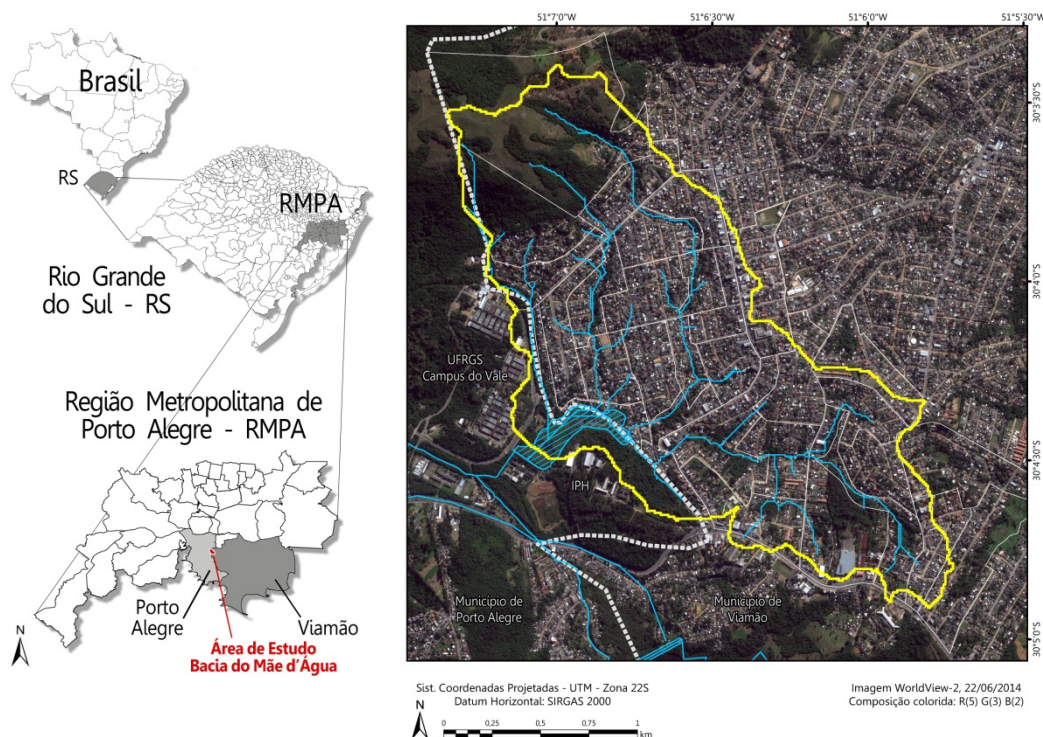 Brasil
RS
RMPA
Rio Grande
do Sul - RS
Região Metropolitana de
Porto Alegre - RMPA
Porto
Alegre
Viamão
Área de Estudo
Bacia do Mãe d'Água
N
51°7'0"W
51°6'30"W
51°6'0"W
51°5'30"W
30°3'30"S
30°4'0"S
30°4'30"S
30°5'0"S
UFRGS
Campus do Vale
IPH
Município de
Porto Alegre
Município de
Viamão
Sist. Coordenadas Projetadas - UTM - Zona 22S
Datum Horizontal: SIRGAS 2000
N
0 0,25 0,5 1
km
Imagem WorldView-2, 22/06/2014
Composição colorida: R(5) G(3) B(2)